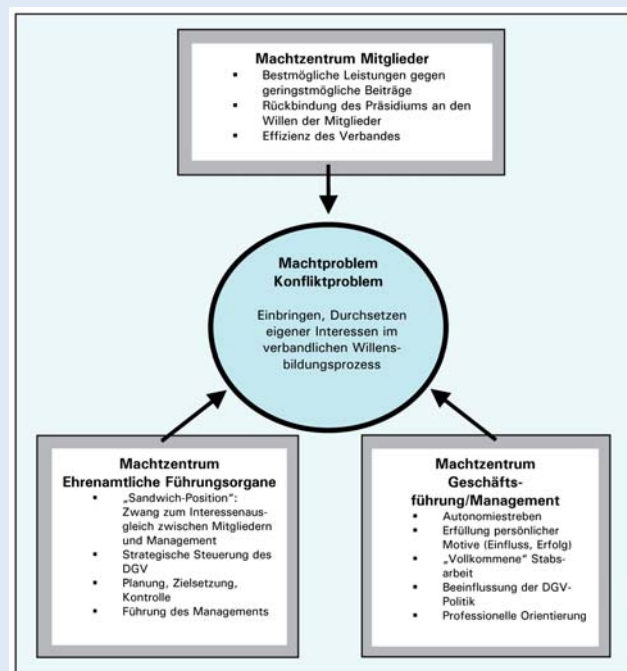 Machtzentrum Mitglieder
▪ Bestmögliche Leistungen gegen
geringstmögliche Beiträge
▪ Rückbindung des Präsidiums an den
Willen der Mitglieder
▪ Effizienz des Verbandes
Machtproblem
Konfliktproblem
Einbringen, Durchsetzen
eigener Interessen im
verbandlichen Willens-
bildungsprozess
Machtzentrum
Ehrenamtliche Führungsorgane
▪ „Sandwich-Position“:
Zwang zum Interessenaus-
gleich zwischen Mitgliedern
und Management
▪ Strategische Steuerung des
DGV
▪ Planung, Zielsetzung,
Kontrolle
▪ Führung des Managements
Machtzentrum
Geschäfts-
führung/Management
▪ Autonomiestreben
▪ Erfüllung persönlicher
Motive (Einfluss, Erfolg)
▪ „Vollkommene“ Stabs-
arbeit
▪ Beeinflussung der DGV-
Politik
▪ Professionelle Orientierung